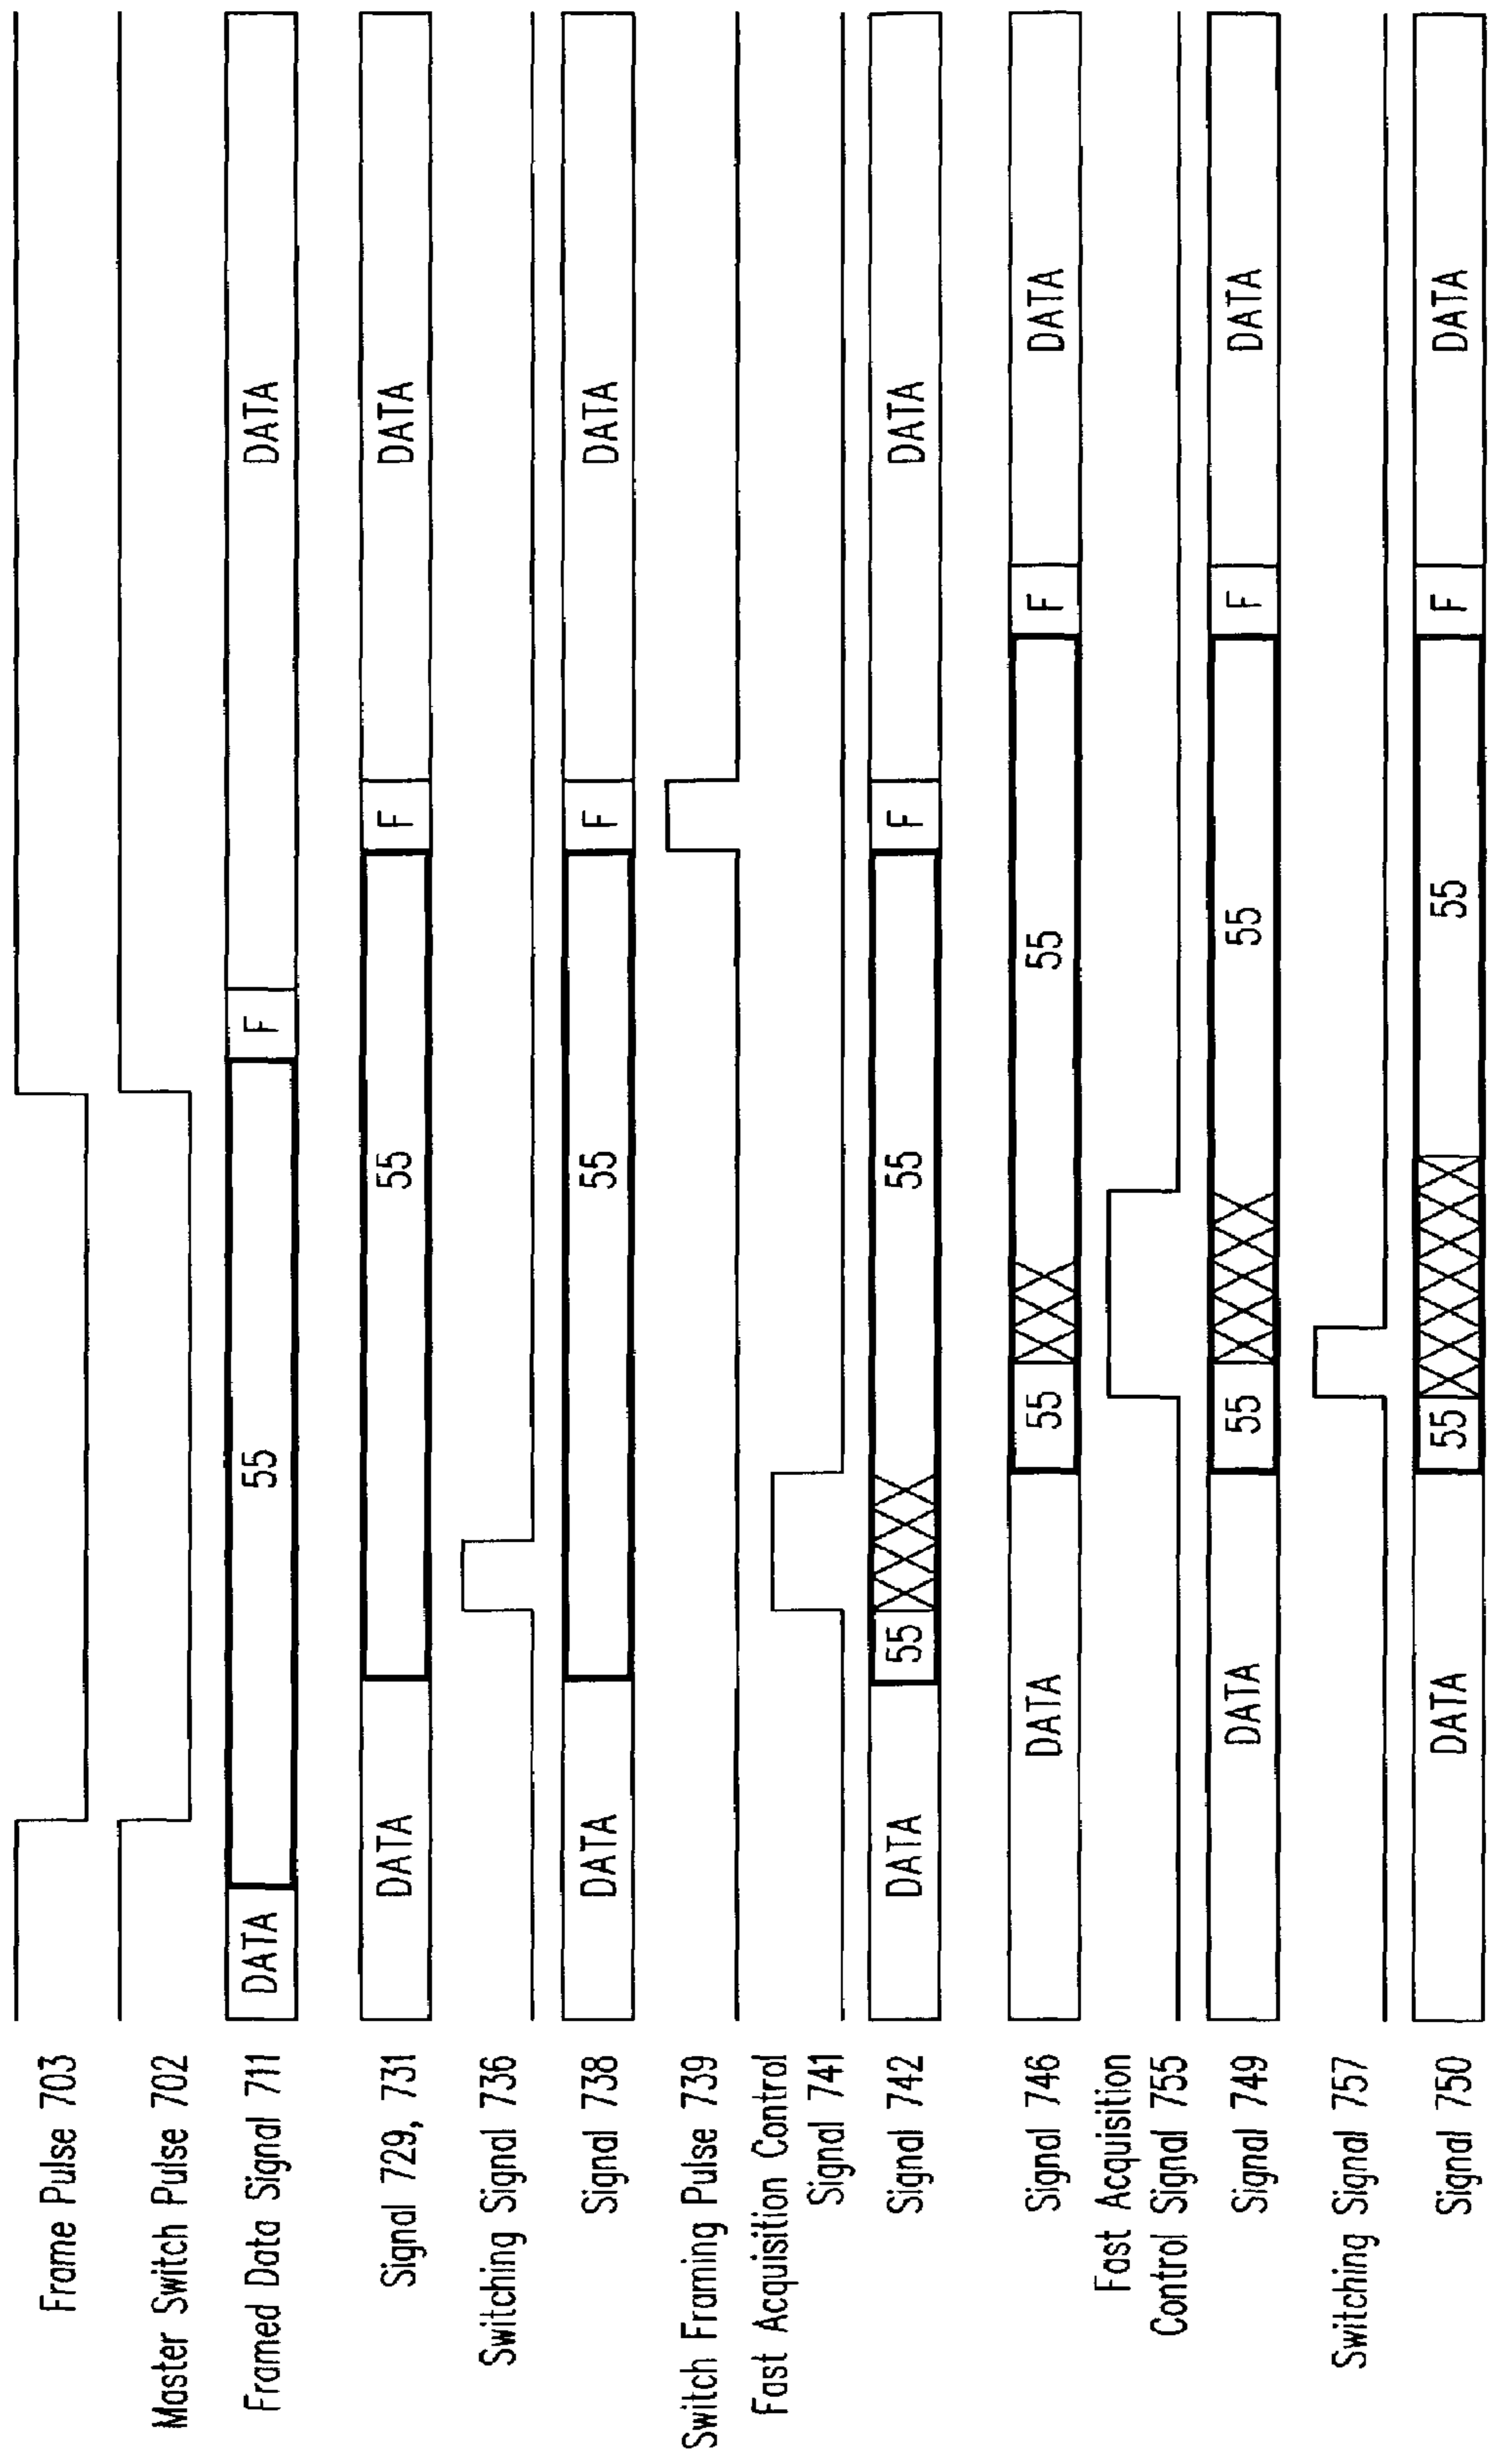 Frame Pulse 703
Master Switch Pulse 702
Framed Data Signal 711 DATA 55 F DATA
Signal 729, 731 DATA 55 F DATA
Switching Signal 736
Signal 738 DATA 55 F DATA
Switch Framing Pulse 739
Fast Acquisition Control
Signal 741
Signal 742 DATA 55 55 F DATA
Signal 746 DATA 55 55 F DATA
Fast Acquisition
Control Signal 755
Signal 749 DATA 55 55 F DATA
Switching Signal 757
Signal 750 DATA 55 55 F DATA